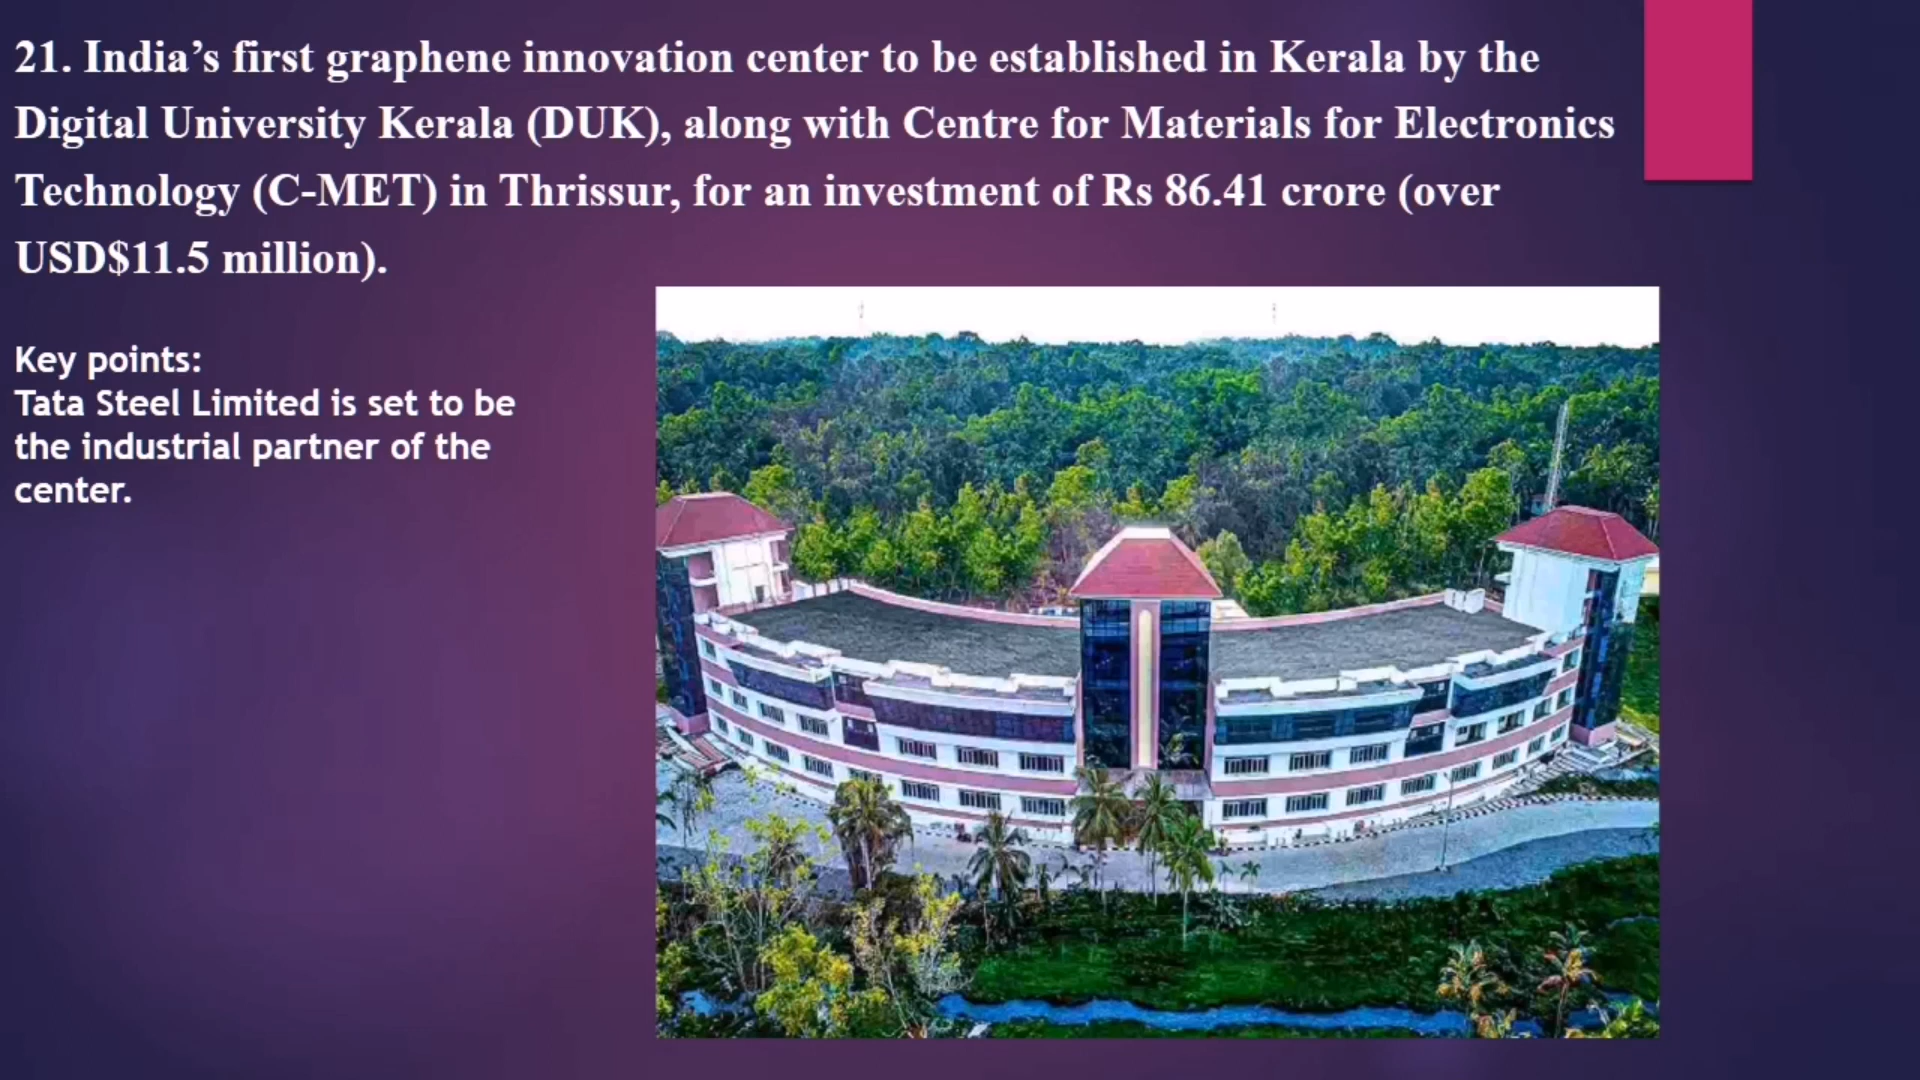 21. India’s first graphene innovation center to be established in Kerala by the
Digital University Kerala (DUK), along with Centre for Materials for Electronics
Technology (C-MET) in Thrissur, for an investment of Rs 86.41 crore (over
USD$11.5 million).
Key points:
Tata Steel Limited is set to be
the industrial partner of the
center.